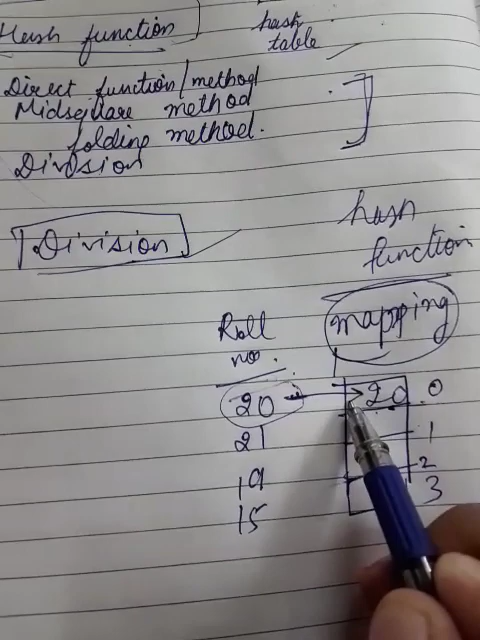 Hash function
hash
table
Direct function/method
Midsquare method
folding method.
Division
1 Division
hash
function
mapping
Roll
no.
20 20 0
21 1
19 2
15 3